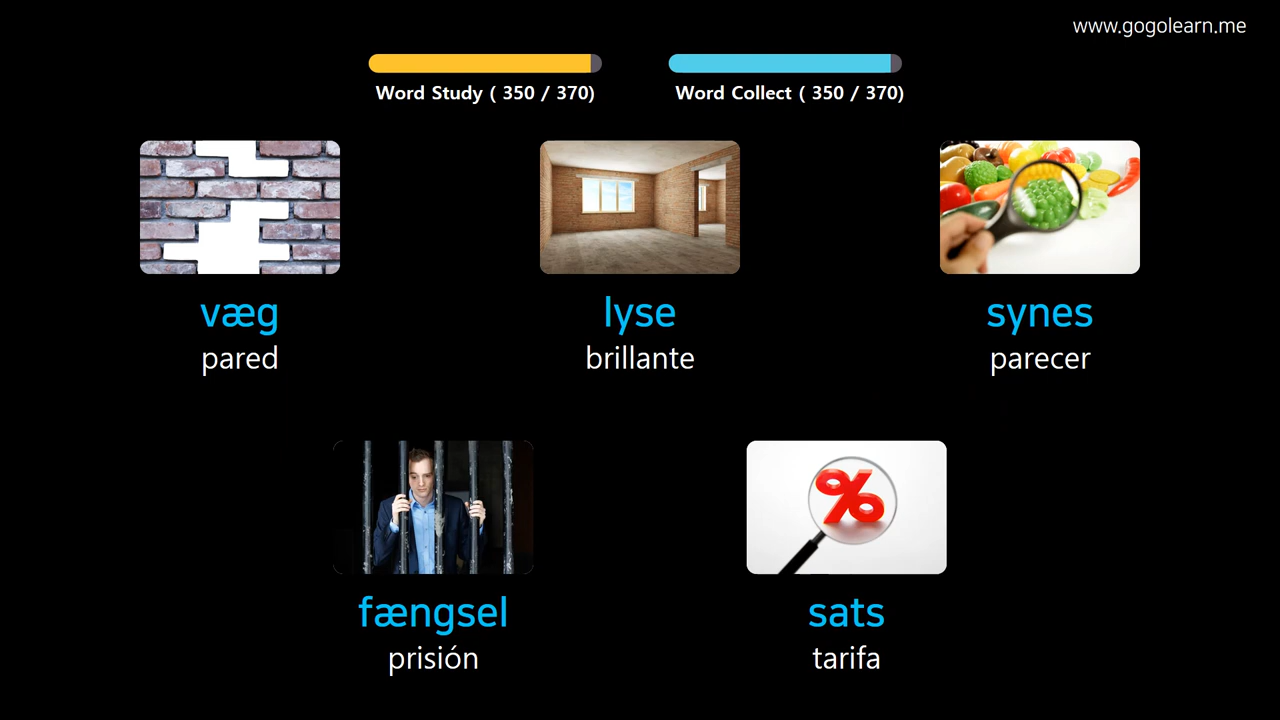 www.gogolearn.me
Word Study ( 350 / 370)
Word Collect ( 350 / 370)
væg
pared
lyse
brillante
synes
parecer
fængsel
prisión
sats
tarifa
%